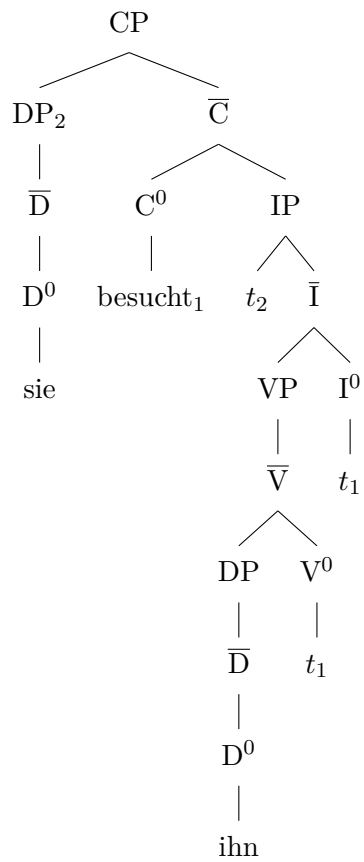 CP
DP₂ C̅
D̅ C⁰ IP
D⁰ besucht₁ t₂ I̅
sie VP I⁰
V̅ t₁
DP V⁰
D̅ t₁
D⁰
ihn